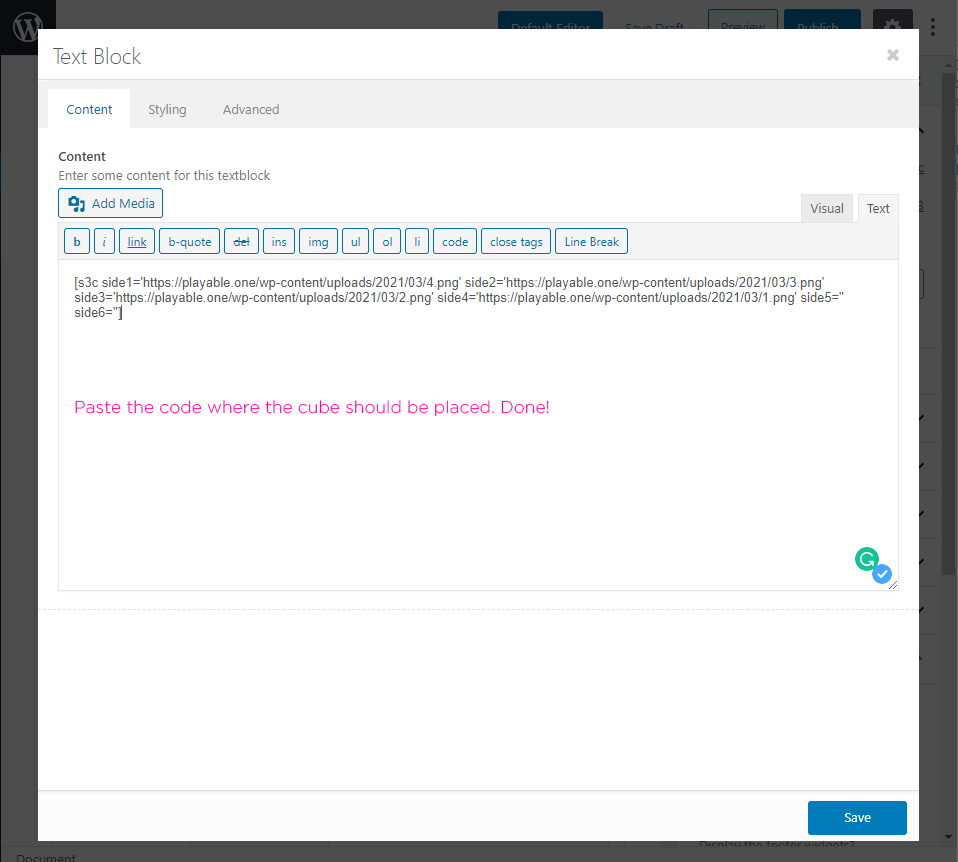 Default Editor Save Draft Preview Publish
Text Block
Content Styling Advanced
Content
Enter some content for this textblock
Add Media
Visual Text
b i link b-quote del ins img ul ol li code close tags Line Break
[s3c side1='https://playable.one/wp-content/uploads/2021/03/4.png' side2='https://playable.one/wp-content/uploads/2021/03/3.png'
side3='https://playable.one/wp-content/uploads/2021/03/2.png' side4='https://playable.one/wp-content/uploads/2021/03/1.png' side5=''
side6='']
Paste the code where the cube should be placed. Done!
Save
Display the footer widgets?
Document